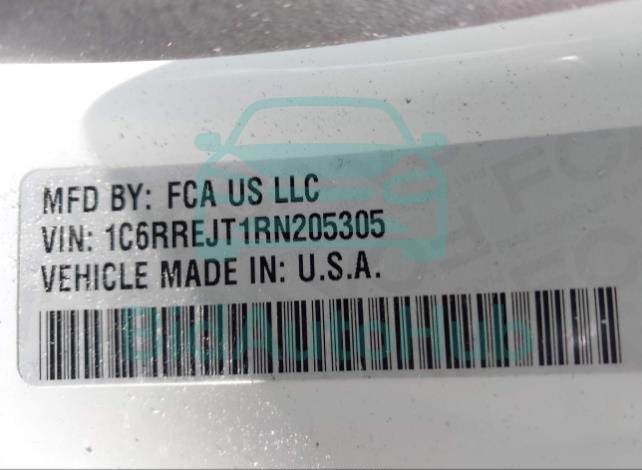 MFD BY: FCA US LLC
VIN: 1C6RREJT1RN205305
VEHICLE MADE IN: U.S.A.
BidAutoHub